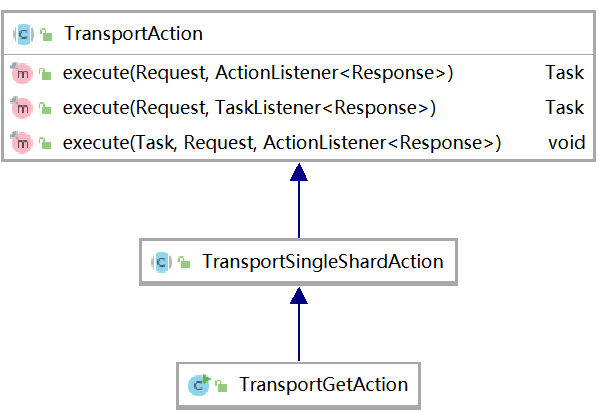 TransportAction
execute(Request, ActionListener<Response>) Task
execute(Request, TaskListener<Response>) Task
execute(Task, Request, ActionListener<Response>) void
TransportSingleShardAction
TransportGetAction